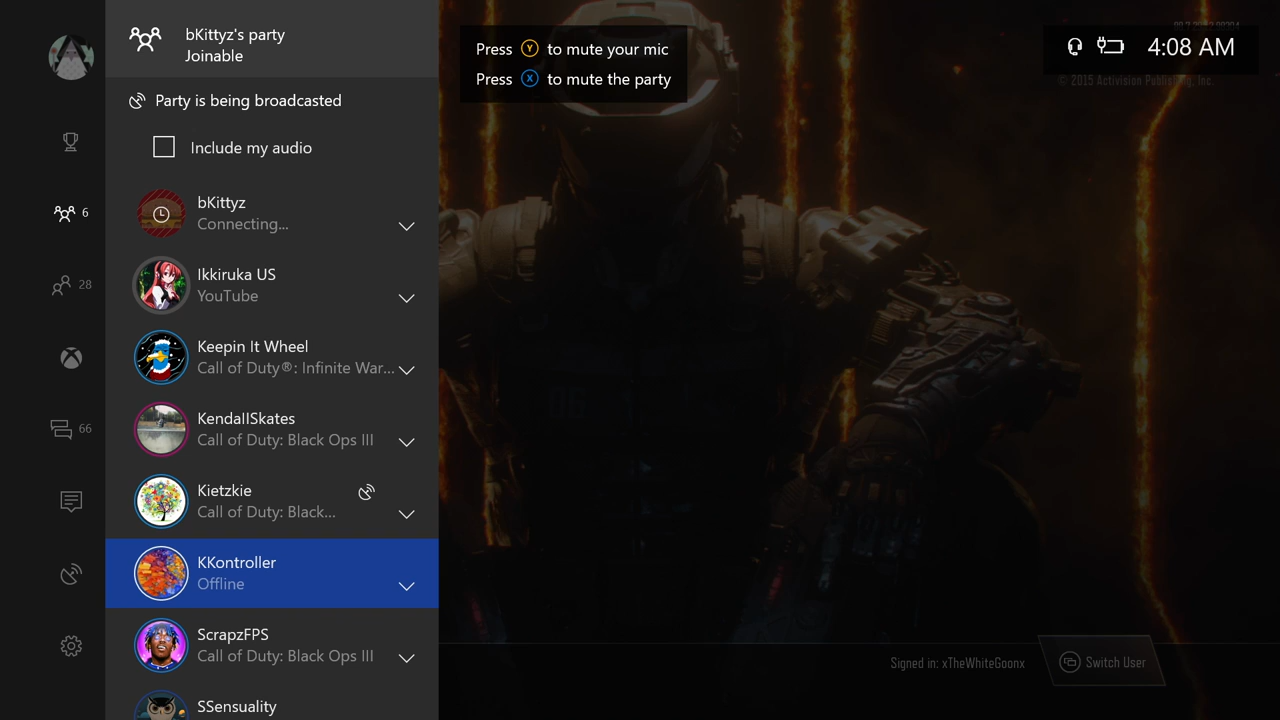 bKittyz's party
Joinable
Party is being broadcasted
Include my audio
bKittyz
Connecting...
Ikkiruka US
YouTube
Keepin It Wheel
Call of Duty®: Infinite War...
KendallSkates
Call of Duty: Black Ops III
Kietzkie
Call of Duty: Black...
KKontroller
Offline
ScrapzFPS
Call of Duty: Black Ops III
SSensuality
6
28
66
Press Y to mute your mic
Press X to mute the party
4:08 AM
© 2015 Activision Publishing, Inc.
Signed in: xTheWhiteGoonx
Switch User